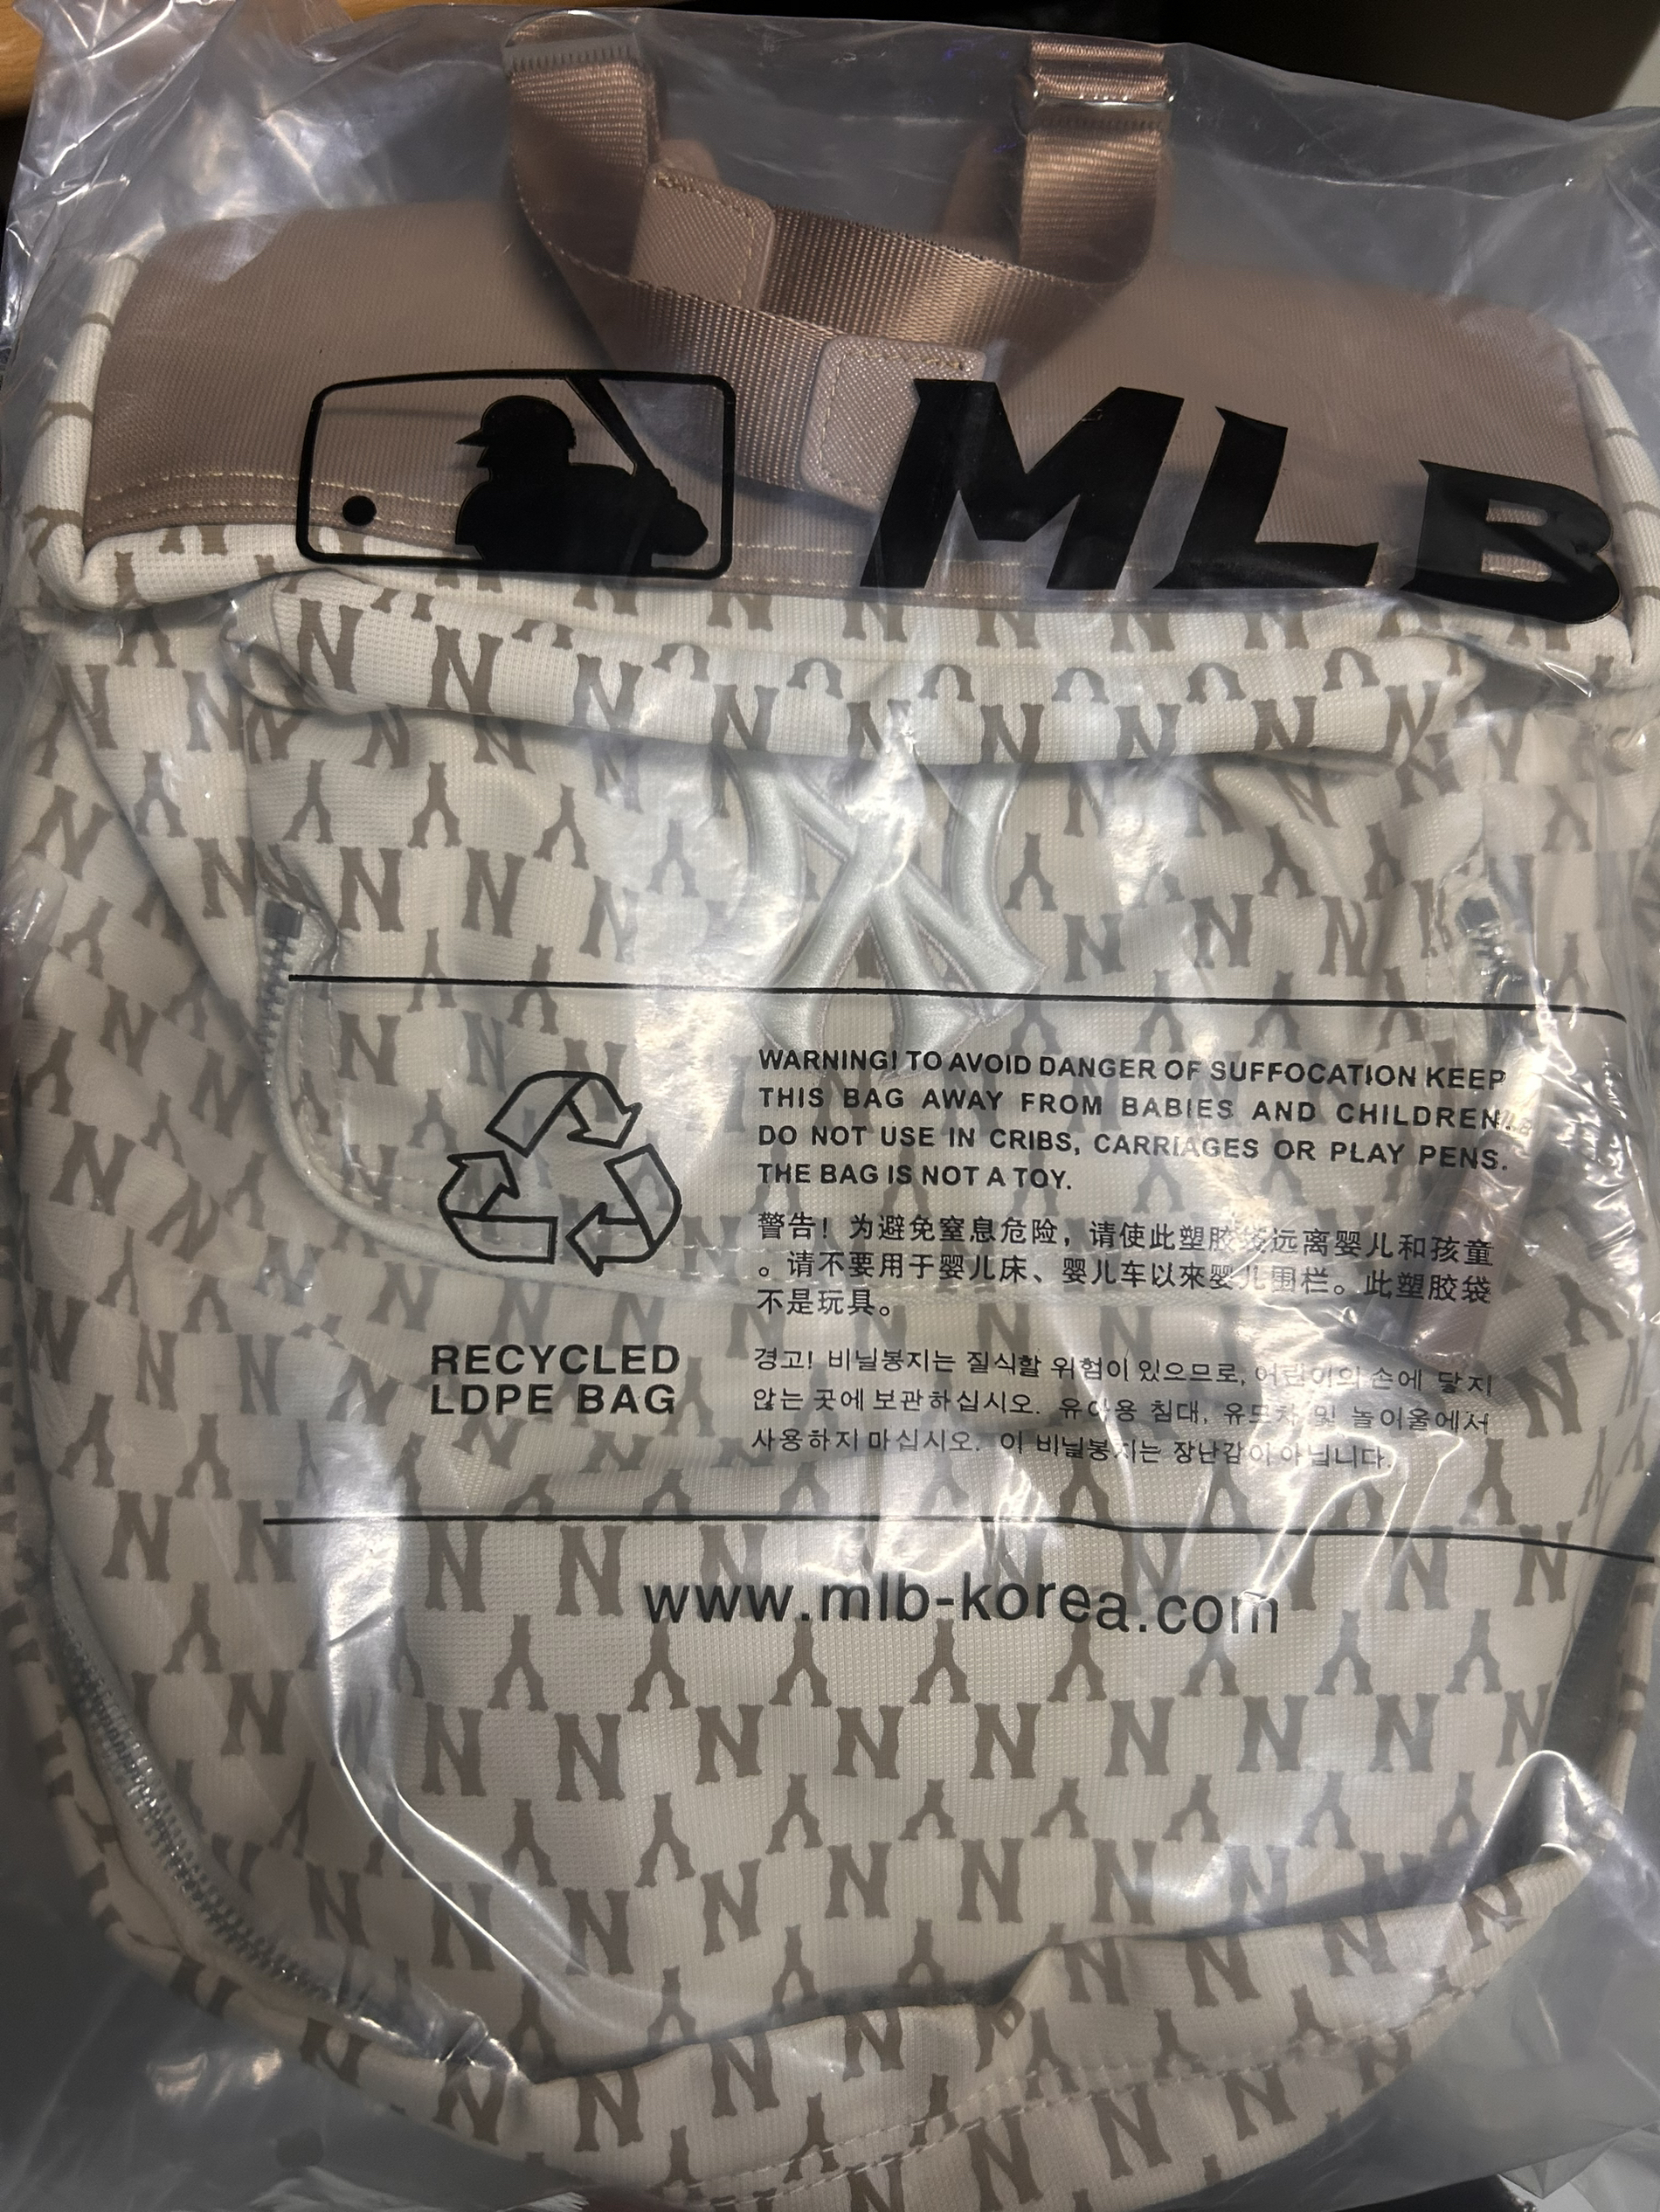 MLB
NY
WARNING! TO AVOID DANGER OF SUFFOCATION KEEP
THIS BAG AWAY FROM BABIES AND CHILDREN.
DO NOT USE IN CRIBS, CARRIAGES OR PLAY PENS.
THE BAG IS NOT A TOY.
警告！为避免窒息危险，请使此塑胶袋远离婴儿和孩童
。请不要用于婴儿床、婴儿车以來婴儿围栏。此塑胶袋
不是玩具。
경고! 비닐봉지는 질식할 위험이 있으므로, 어린이의 손에 닿지
않는 곳에 보관하십시오. 유아용 침대, 유모차 및 놀이울에서
사용하지 마십시오. 이 비닐봉지는 장난감이 아닙니다.
RECYCLED
LDPE BAG
www.mlb-korea.com